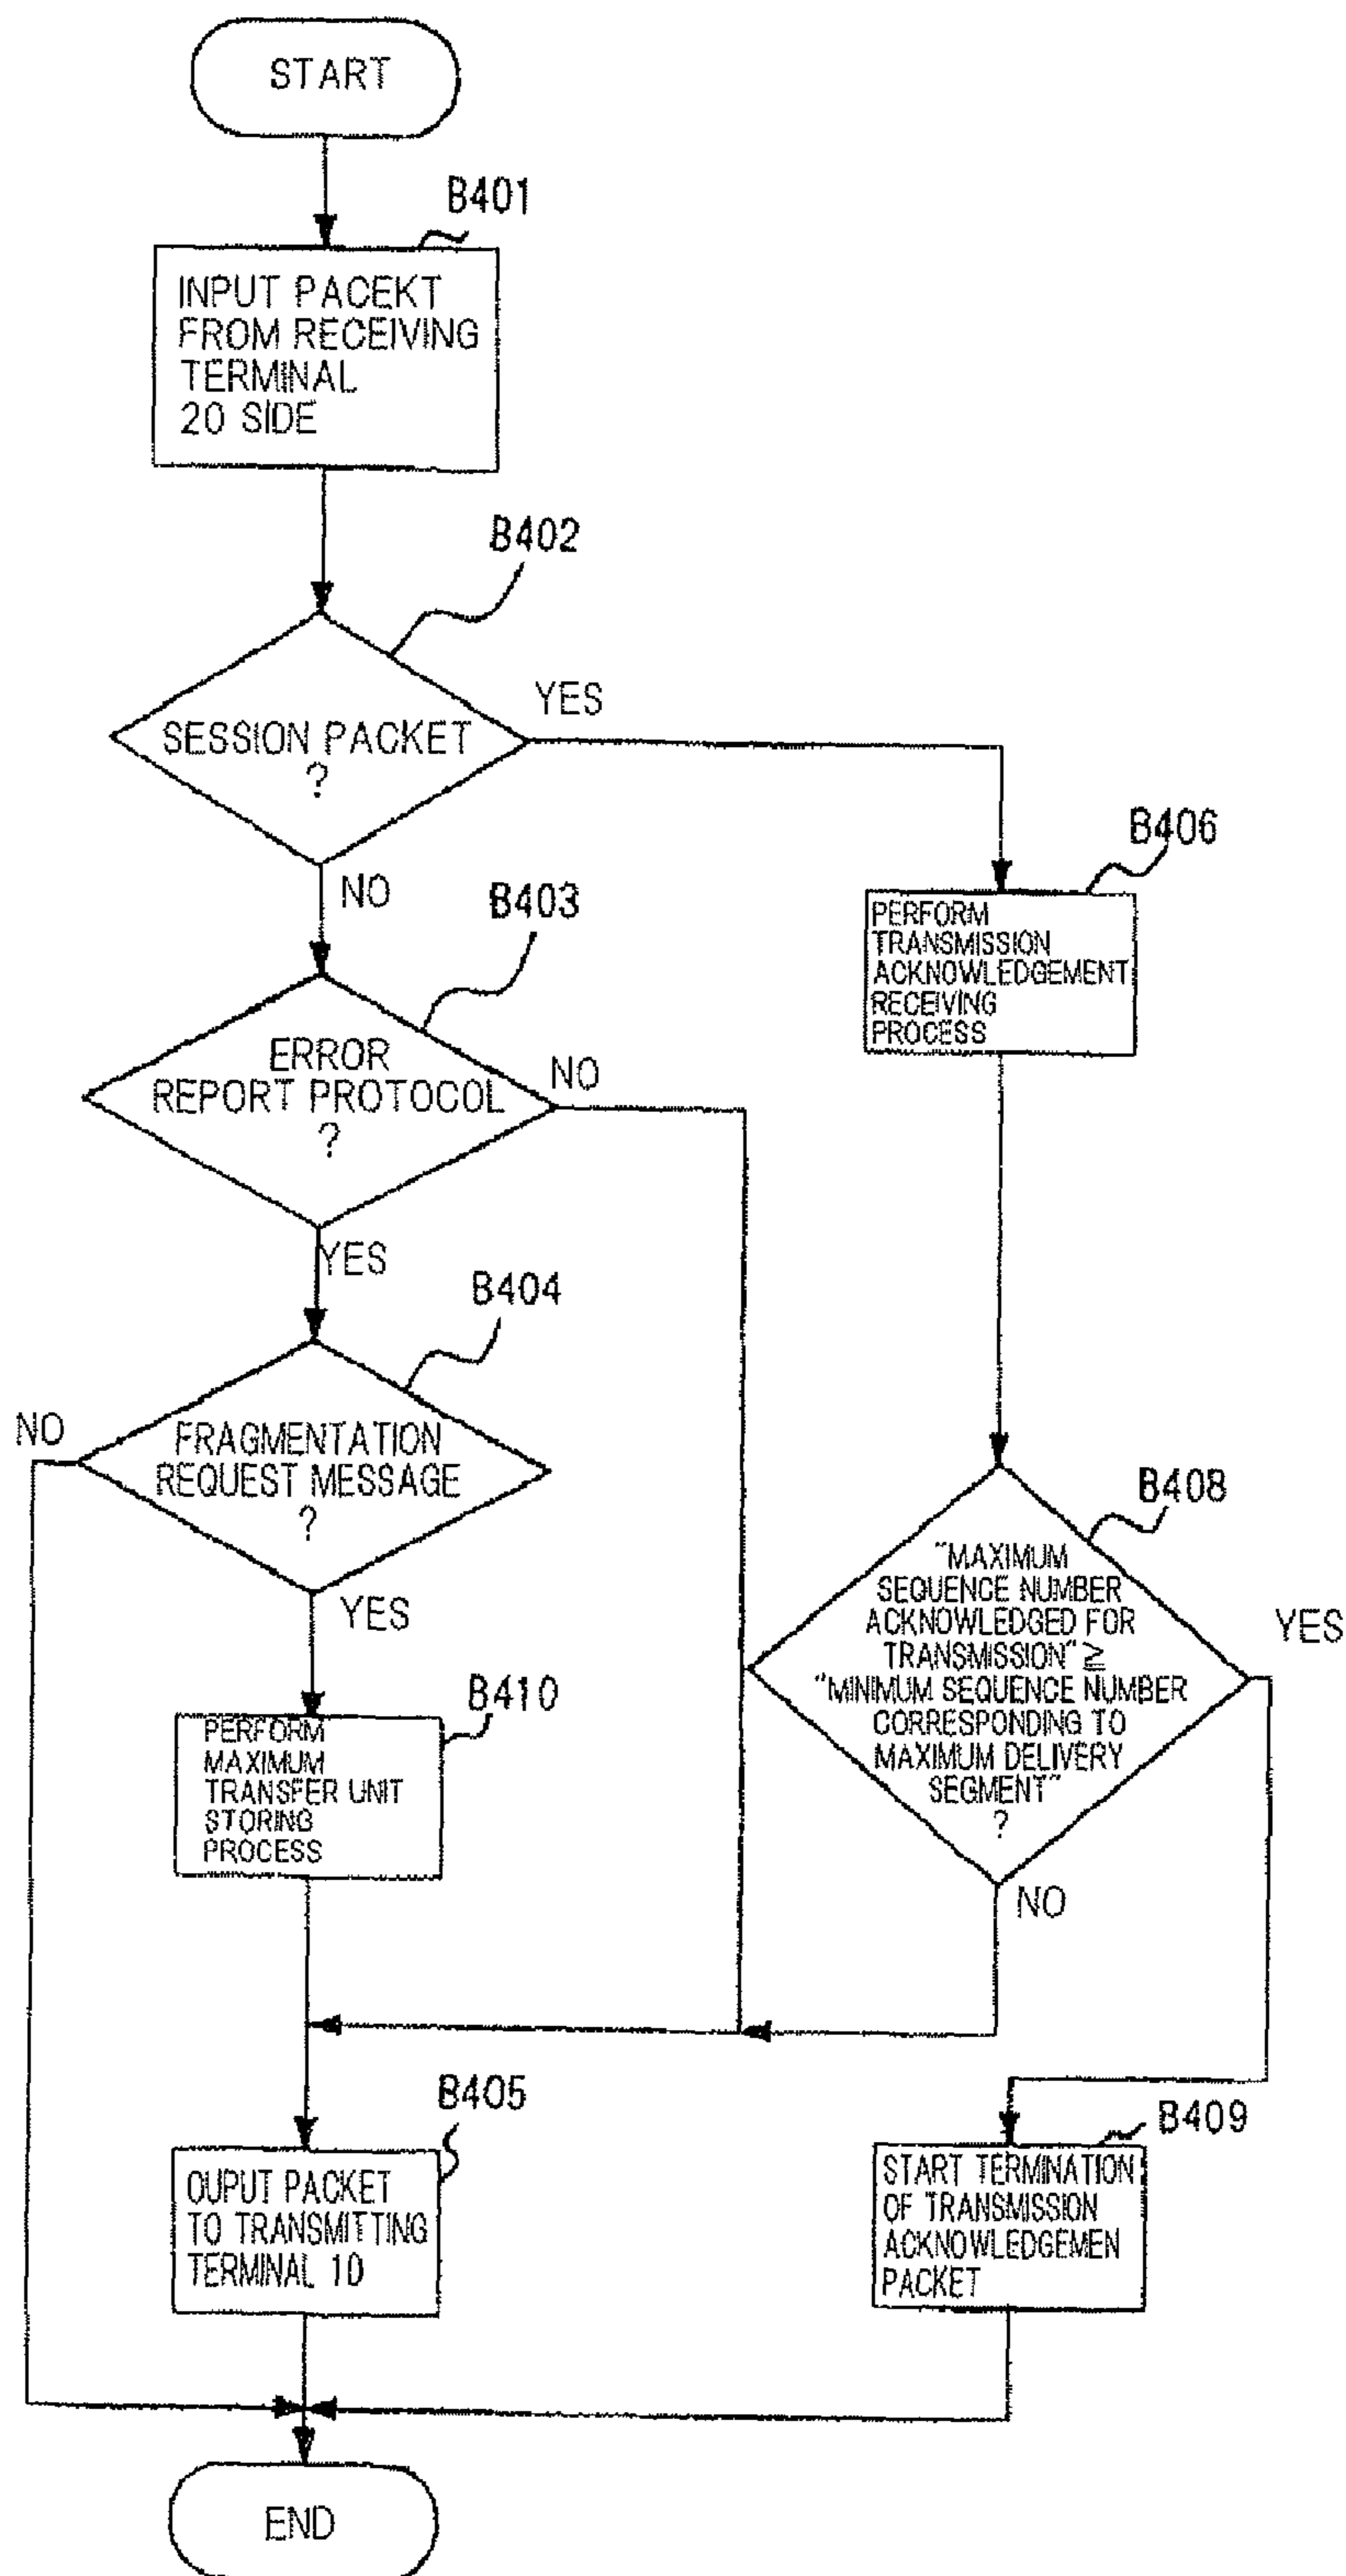 START
B401
INPUT PACEKT
FROM RECEIVING
TERMINAL
20 SIDE
B402
SESSION PACKET
?
YES
NO
B406
PERFORM
TRANSMISSION
ACKNOWLEDGEMENT
RECEIVING
PROCESS
B403
ERROR
REPORT PROTOCOL
?
NO
YES
B404
FRAGMENTATION
REQUEST MESSAGE
?
NO
YES
B408
"MAXIMUM
SEQUENCE NUMBER
ACKNOWLEDGED FOR
TRANSMISSION" ≧
"MINIMUM SEQUENCE NUMBER
CORRESPONDING TO
MAXIMUM DELIVERY
SEGMENT"
?
YES
NO
B410
PERFORM
MAXIMUM
TRANSFER UNIT
STORING
PROCESS
B405
OUPUT PACKET
TO TRANSMITTING
TERMINAL 10
B409
START TERMINATION
OF TRANSMISSION
ACKNOWLEDGEMEN
PACKET
END